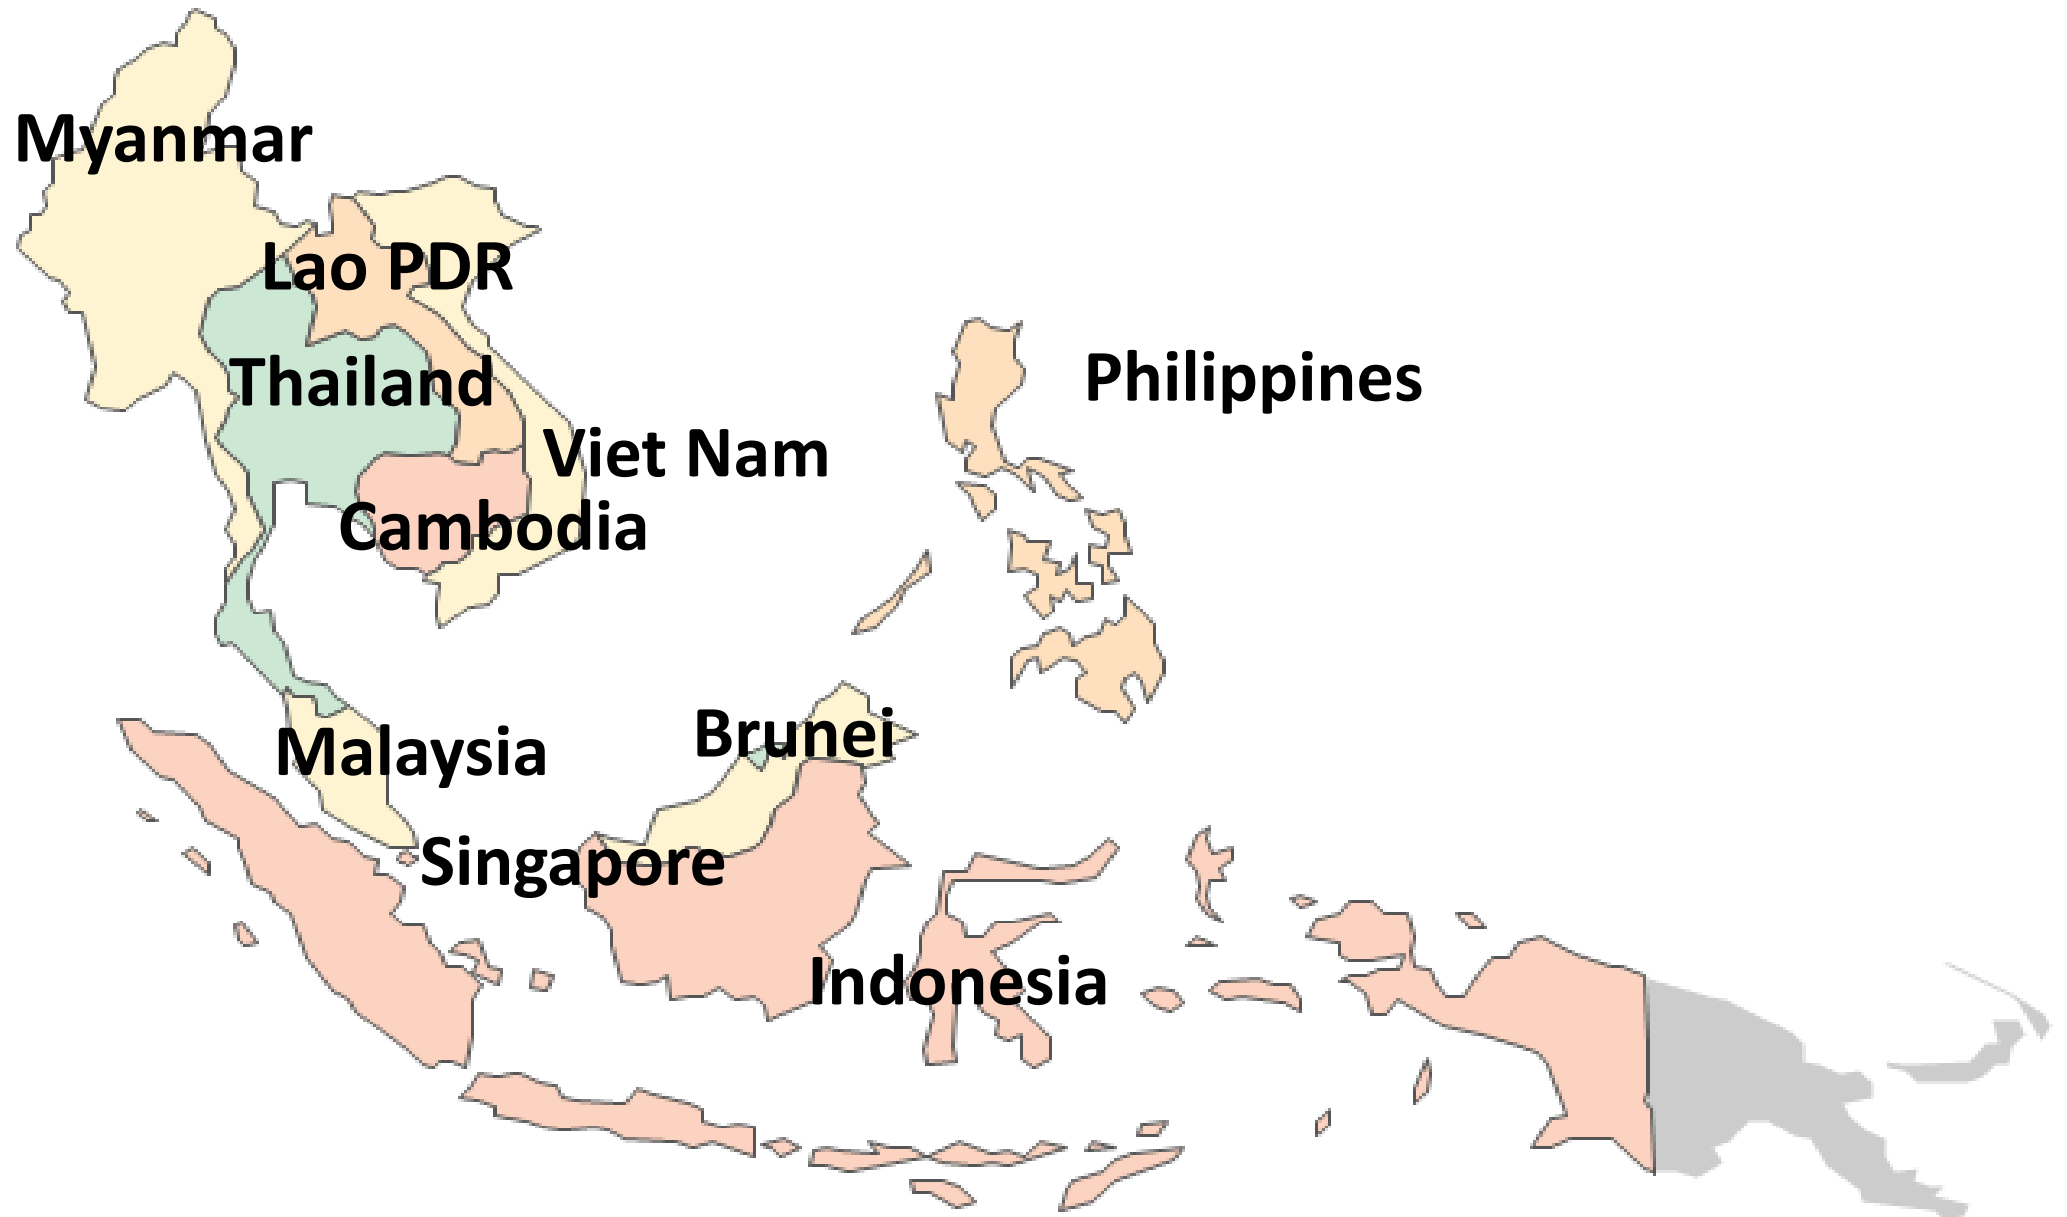 Myanmar
Lao PDR
Thailand
Philippines
Viet Nam
Cambodia
Brunei
Malaysia
Singapore
Indonesia